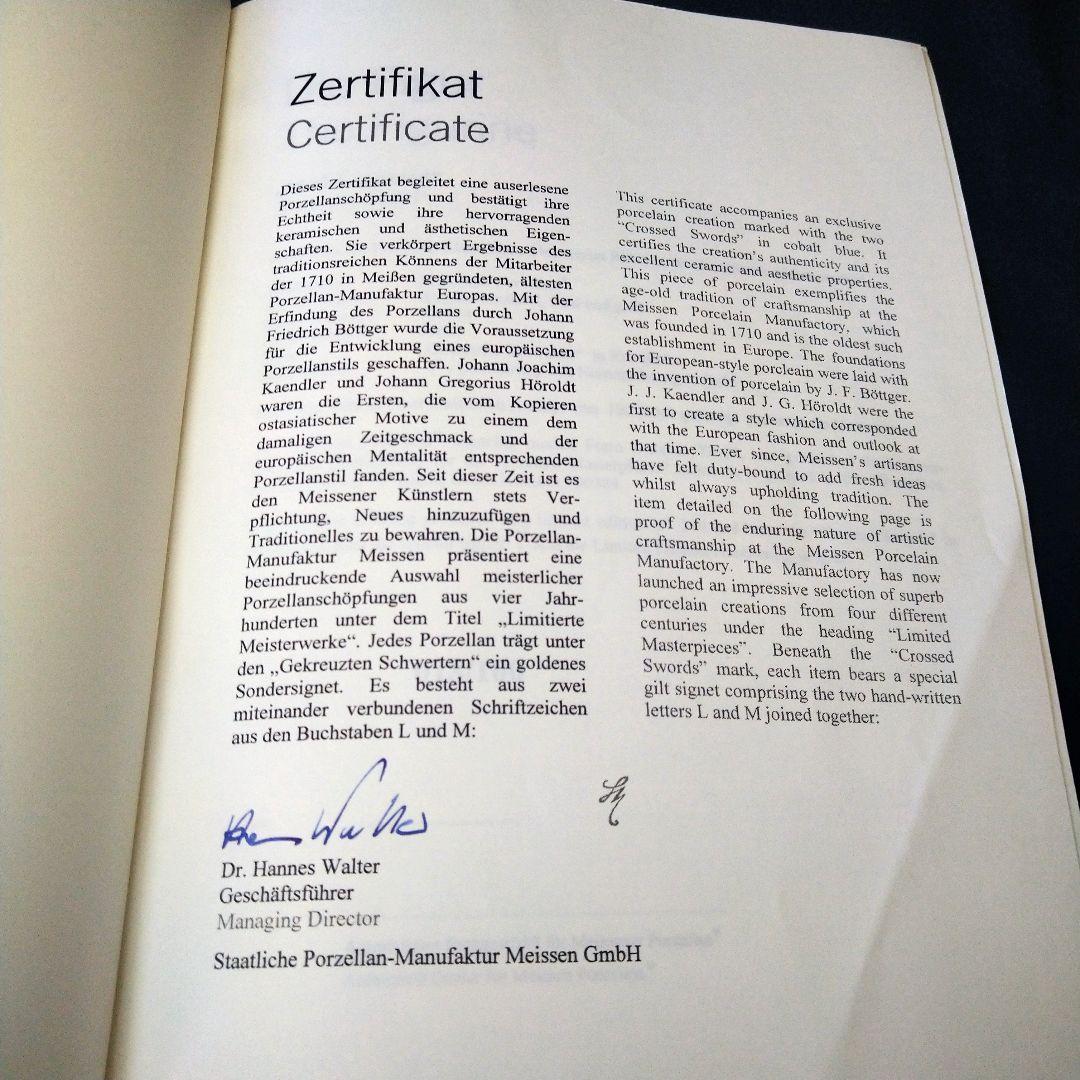 Zertifikat
Certificate
Dieses Zertifikat begleitet eine auserlesene
Porzellanschöpfung und bestätigt ihre
Echtheit sowie ihre hervorragenden
keramischen und ästhetischen Eigen-
schaften. Sie verkörpert Ergebnisse des
traditionsreichen Könnens der Mitarbeiter
der 1710 in Meißen gegründeten, ältesten
Porzellan-Manufaktur Europas. Mit der
Erfindung des Porzellans durch Johann
Friedrich Böttger wurde die Voraussetzung
für die Entwicklung eines europäischen
Porzellanstils geschaffen. Johann Joachim
Kaendler und Johann Gregorius Höroldt
waren die Ersten, die vom Kopieren
ostasiatischer Motive zu einem dem
damaligen Zeitgeschmack und der
europäischen Mentalität entsprechenden
Porzellanstil fanden. Seit dieser Zeit ist es
den Meissener Künstlern stets Ver-
pflichtung, Neues hinzuzufügen und
Traditionelles zu bewahren. Die Porzellan-
Manufaktur Meissen präsentiert eine
beeindruckende Auswahl meisterlicher
Porzellanschöpfungen aus vier Jahr-
hunderten unter dem Titel „Limitierte
Meisterwerke“. Jedes Porzellan trägt unter
den „Gekreuzten Schwertern“ ein goldenes
Sondersignet. Es besteht aus zwei
miteinander verbundenen Schriftzeichen
aus den Buchstaben L und M:
This certificate accompanies an exclusive
porcelain creation marked with the two
“Crossed Swords” in cobalt blue. It
certifies the creation’s authenticity and its
excellent ceramic and aesthetic properties.
This piece of porcelain exemplifies the
age-old tradition of craftsmanship at the
Meissen Porcelain Manufactory, which
was founded in 1710 and is the oldest such
establishment in Europe. The foundations
for European-style porcleain were laid with
the invention of porcelain by J. F. Böttger.
J. J. Kaendler and J. G. Höroldt were the
first to create a style which corresponded
with the European fashion and outlook at
that time. Ever since, Meissen’s artisans
have felt duty-bound to add fresh ideas
whilst always upholding tradition. The
item detailed on the following page is
proof of the enduring nature of artistic
craftsmanship at the Meissen Porcelain
Manufactory. The Manufactory has now
launched an impressive selection of superb
porcelain creations from four different
centuries under the heading “Limited
Masterpieces”. Beneath the “Crossed
Swords” mark, each item bears a special
gilt signet comprising the two hand-written
letters L and M joined together:
LM
Hannes Walter
Dr. Hannes Walter
Geschäftsführer
Managing Director
Staatliche Porzellan-Manufaktur Meissen GmbH